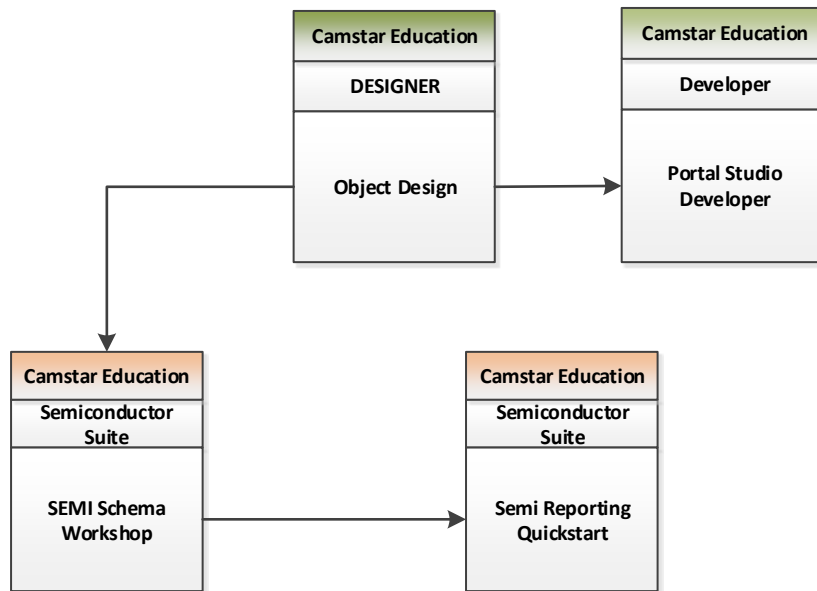 Camstar Education
DESIGNER
Object Design
Camstar Education
Developer
Portal Studio
Developer
Camstar Education
Semiconductor
Suite
SEMI Schema
Workshop
Camstar Education
Semiconductor
Suite
Semi Reporting
Quickstart